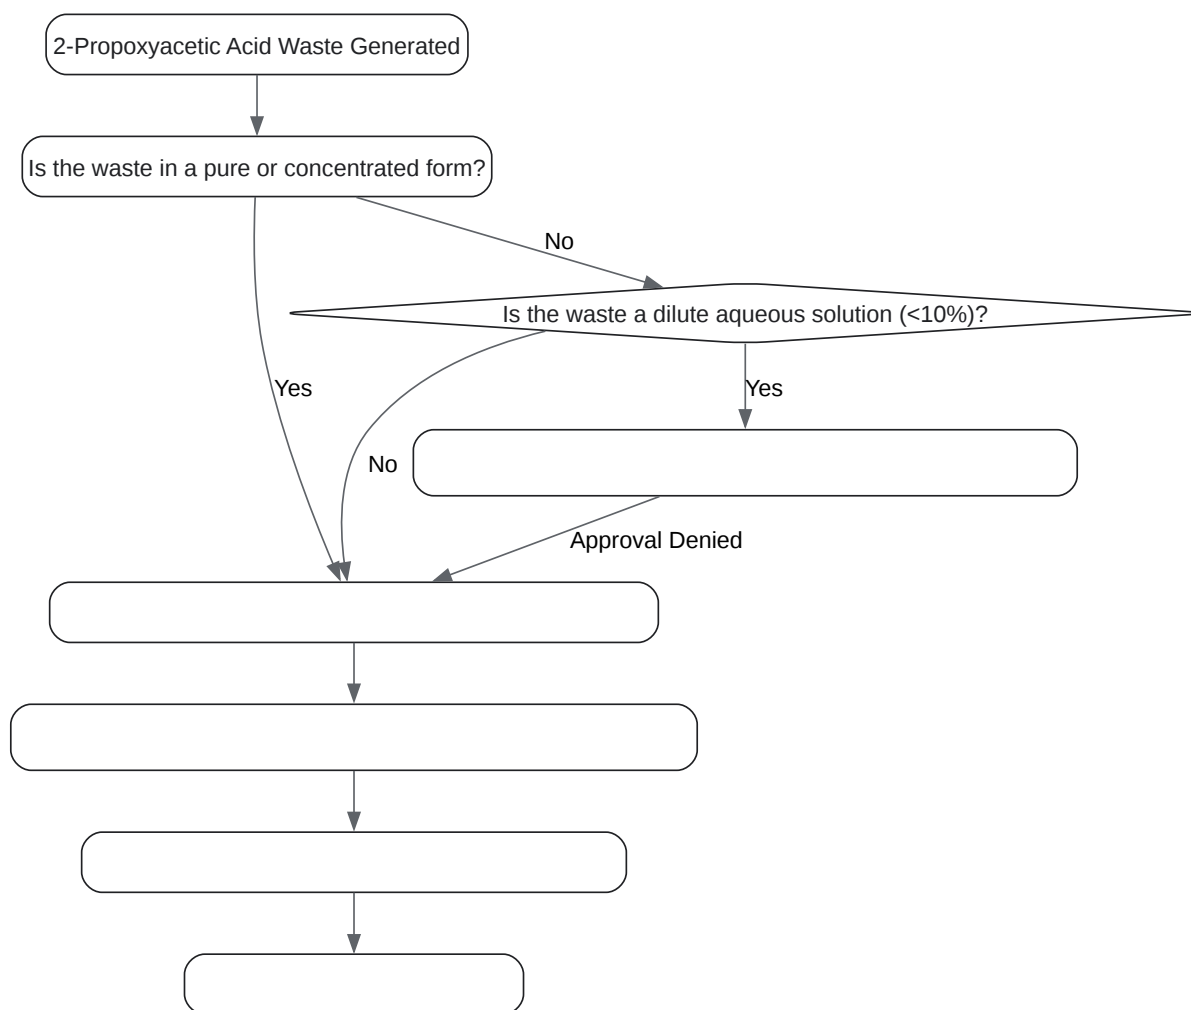 2-Propoxyacetic Acid Waste Generated
Is the waste in a pure or concentrated form?
No
Is the waste a dilute aqueous solution (<10%)?
Yes
Yes
No
Approval Denied